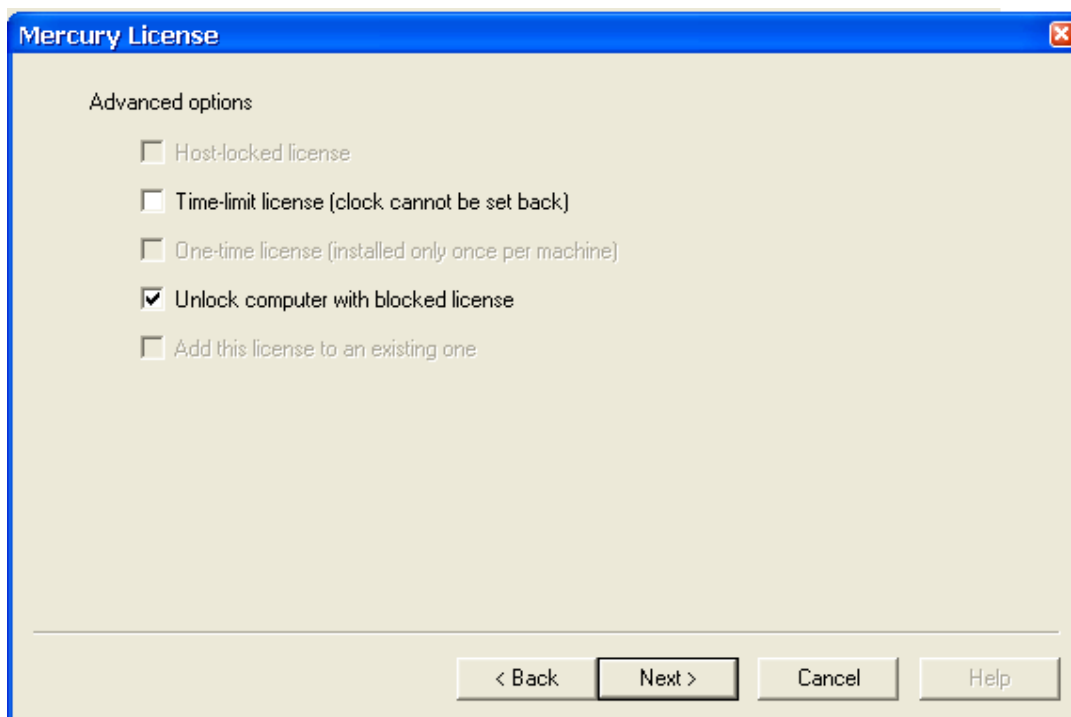 Mercury License
Advanced options
Host-locked license
Time-limit license (clock cannot be set back)
One-time license (installed only once per machine)
Unlock computer with blocked license
Add this license to an existing one
< Back Next > Cancel Help